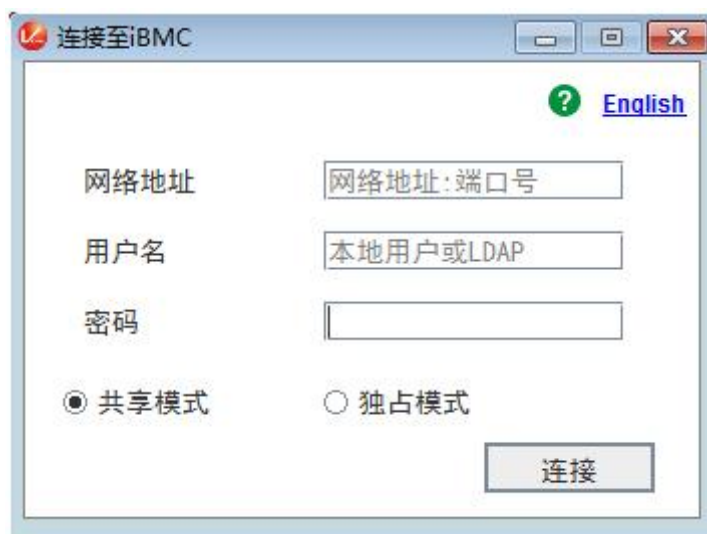 连接至iBMC
? English
网络地址 网络地址:端口号
用户名 本地用户或LDAP
密码
共享模式 独占模式
连接